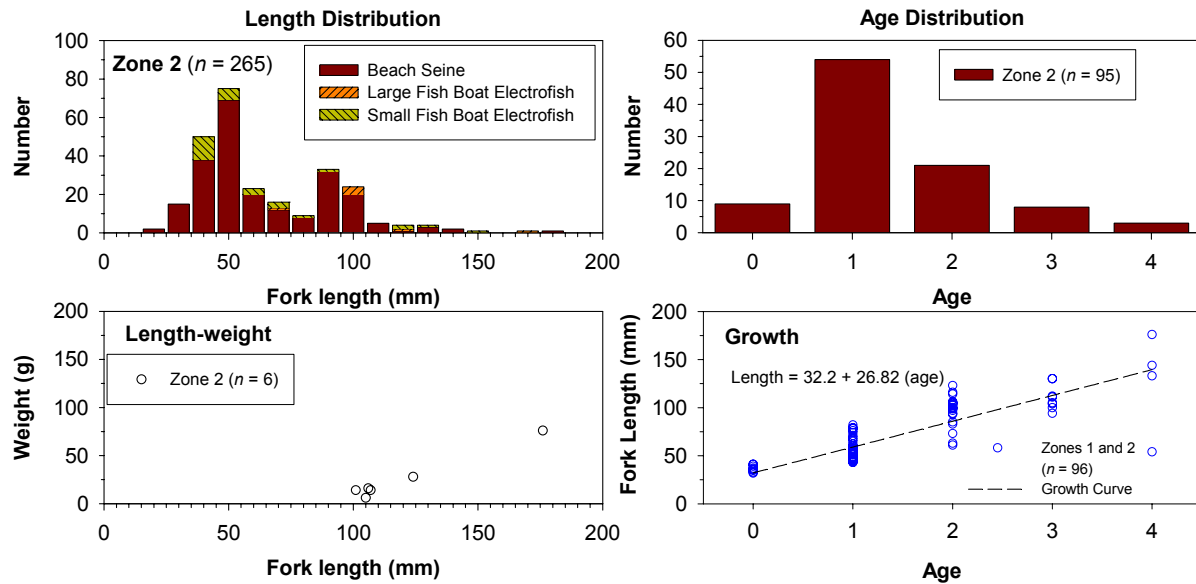 Length Distribution
100
80
60
40
20
0
Number
Zone 2 (n = 265)
Beach Seine
Large Fish Boat Electrofish
Small Fish Boat Electrofish
0 50 100 150 200
Fork length (mm)
Age Distribution
60
50
40
30
20
10
0
Number
Zone 2 (n = 95)
0 1 2 3 4
Age
200
150
100
50
0
Weight (g)
Length-weight
Zone 2 (n = 6)
0 50 100 150 200
Fork length (mm)
200
150
100
50
0
Fork Length (mm)
Growth
Length = 32.2 + 26.82 (age)
Zones 1 and 2
(n = 96)
Growth Curve
0 1 2 3 4
Age